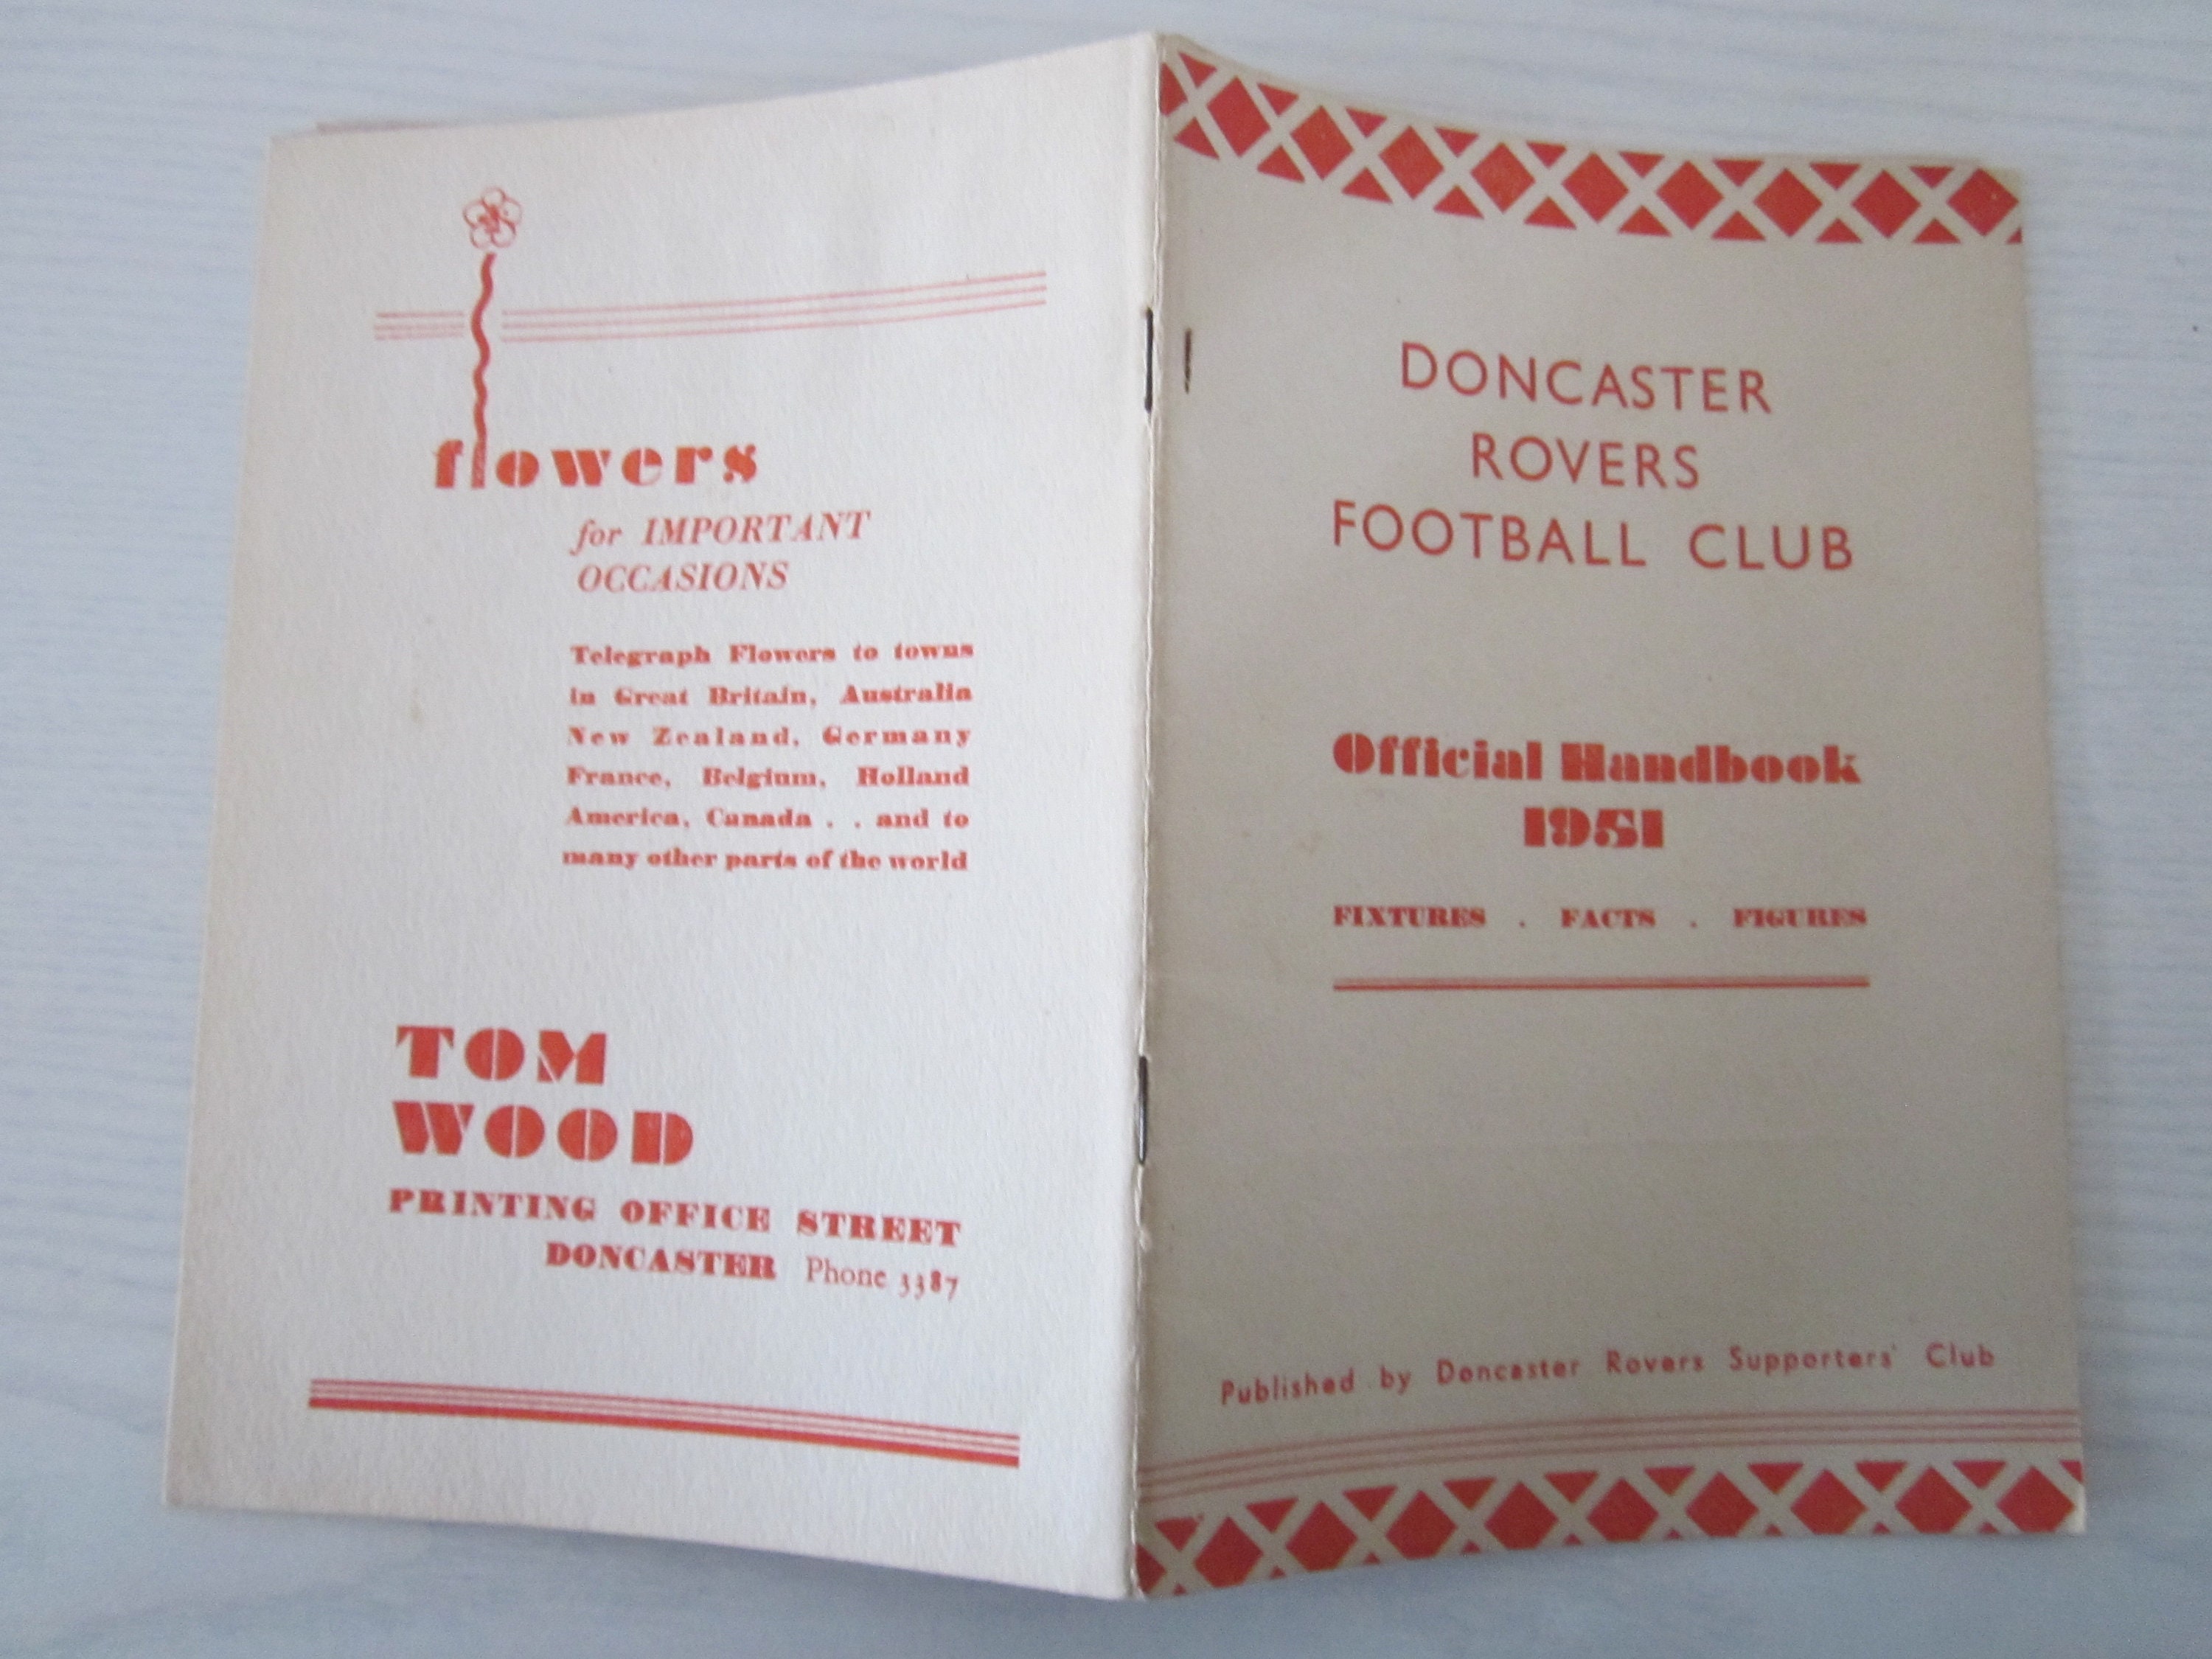 flowers
for IMPORTANT
OCCASIONS
Telegraph Flowers to towns
in Great Britain, Australia
New Zealand, Germany
France, Belgium, Holland
America, Canada . . and to
many other parts of the world
TOM
WOOD
PRINTING OFFICE STREET
DONCASTER Phone 3387
DONCASTER
ROVERS
FOOTBALL CLUB
Official Handbook
1951
FIXTURES . FACTS . FIGURES
Published by Doncaster Rovers Supporters' Club